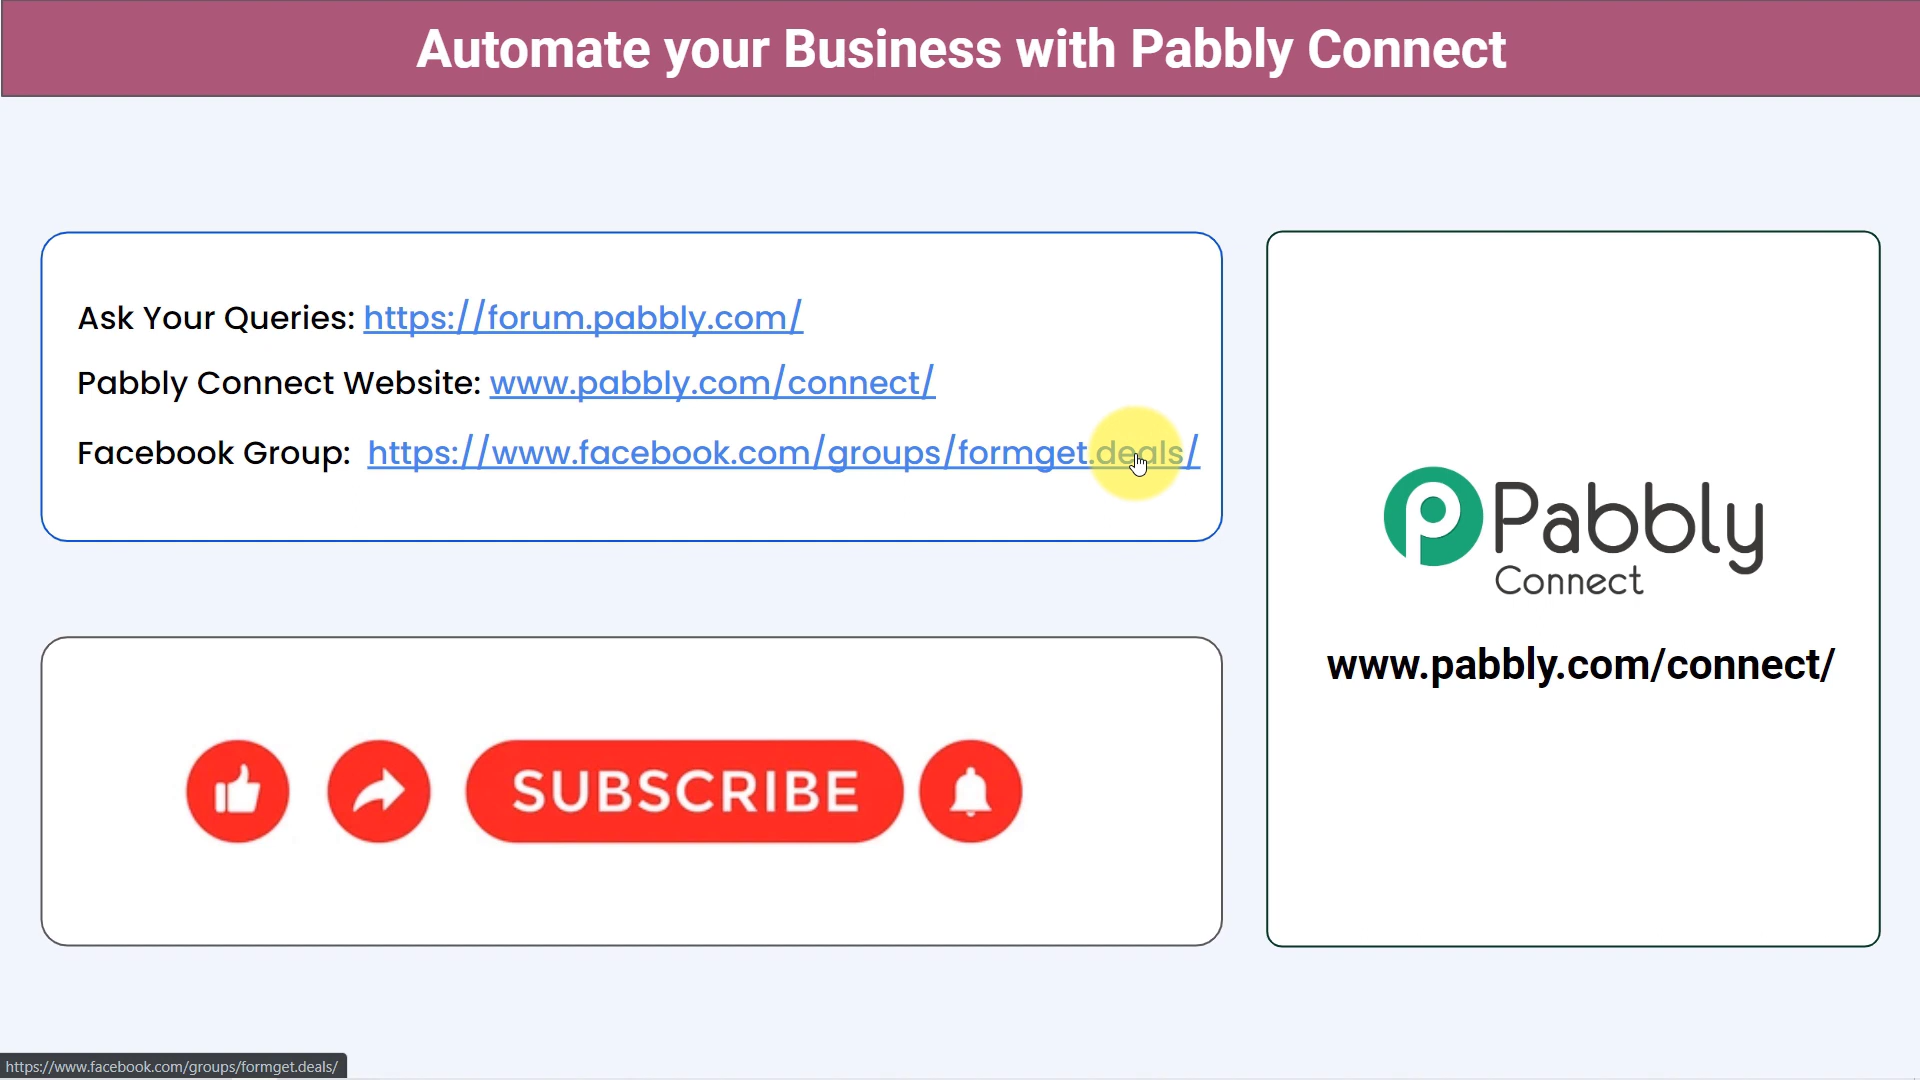 Automate your Business with Pabbly Connect
Ask Your Queries: https://forum.pabbly.com/
Pabbly Connect Website: www.pabbly.com/connect/
Facebook Group: https://www.facebook.com/groups/formget.deals/
SUBSCRIBE
Pabbly
Connect
www.pabbly.com/connect/
https://www.facebook.com/groups/formget.deals/